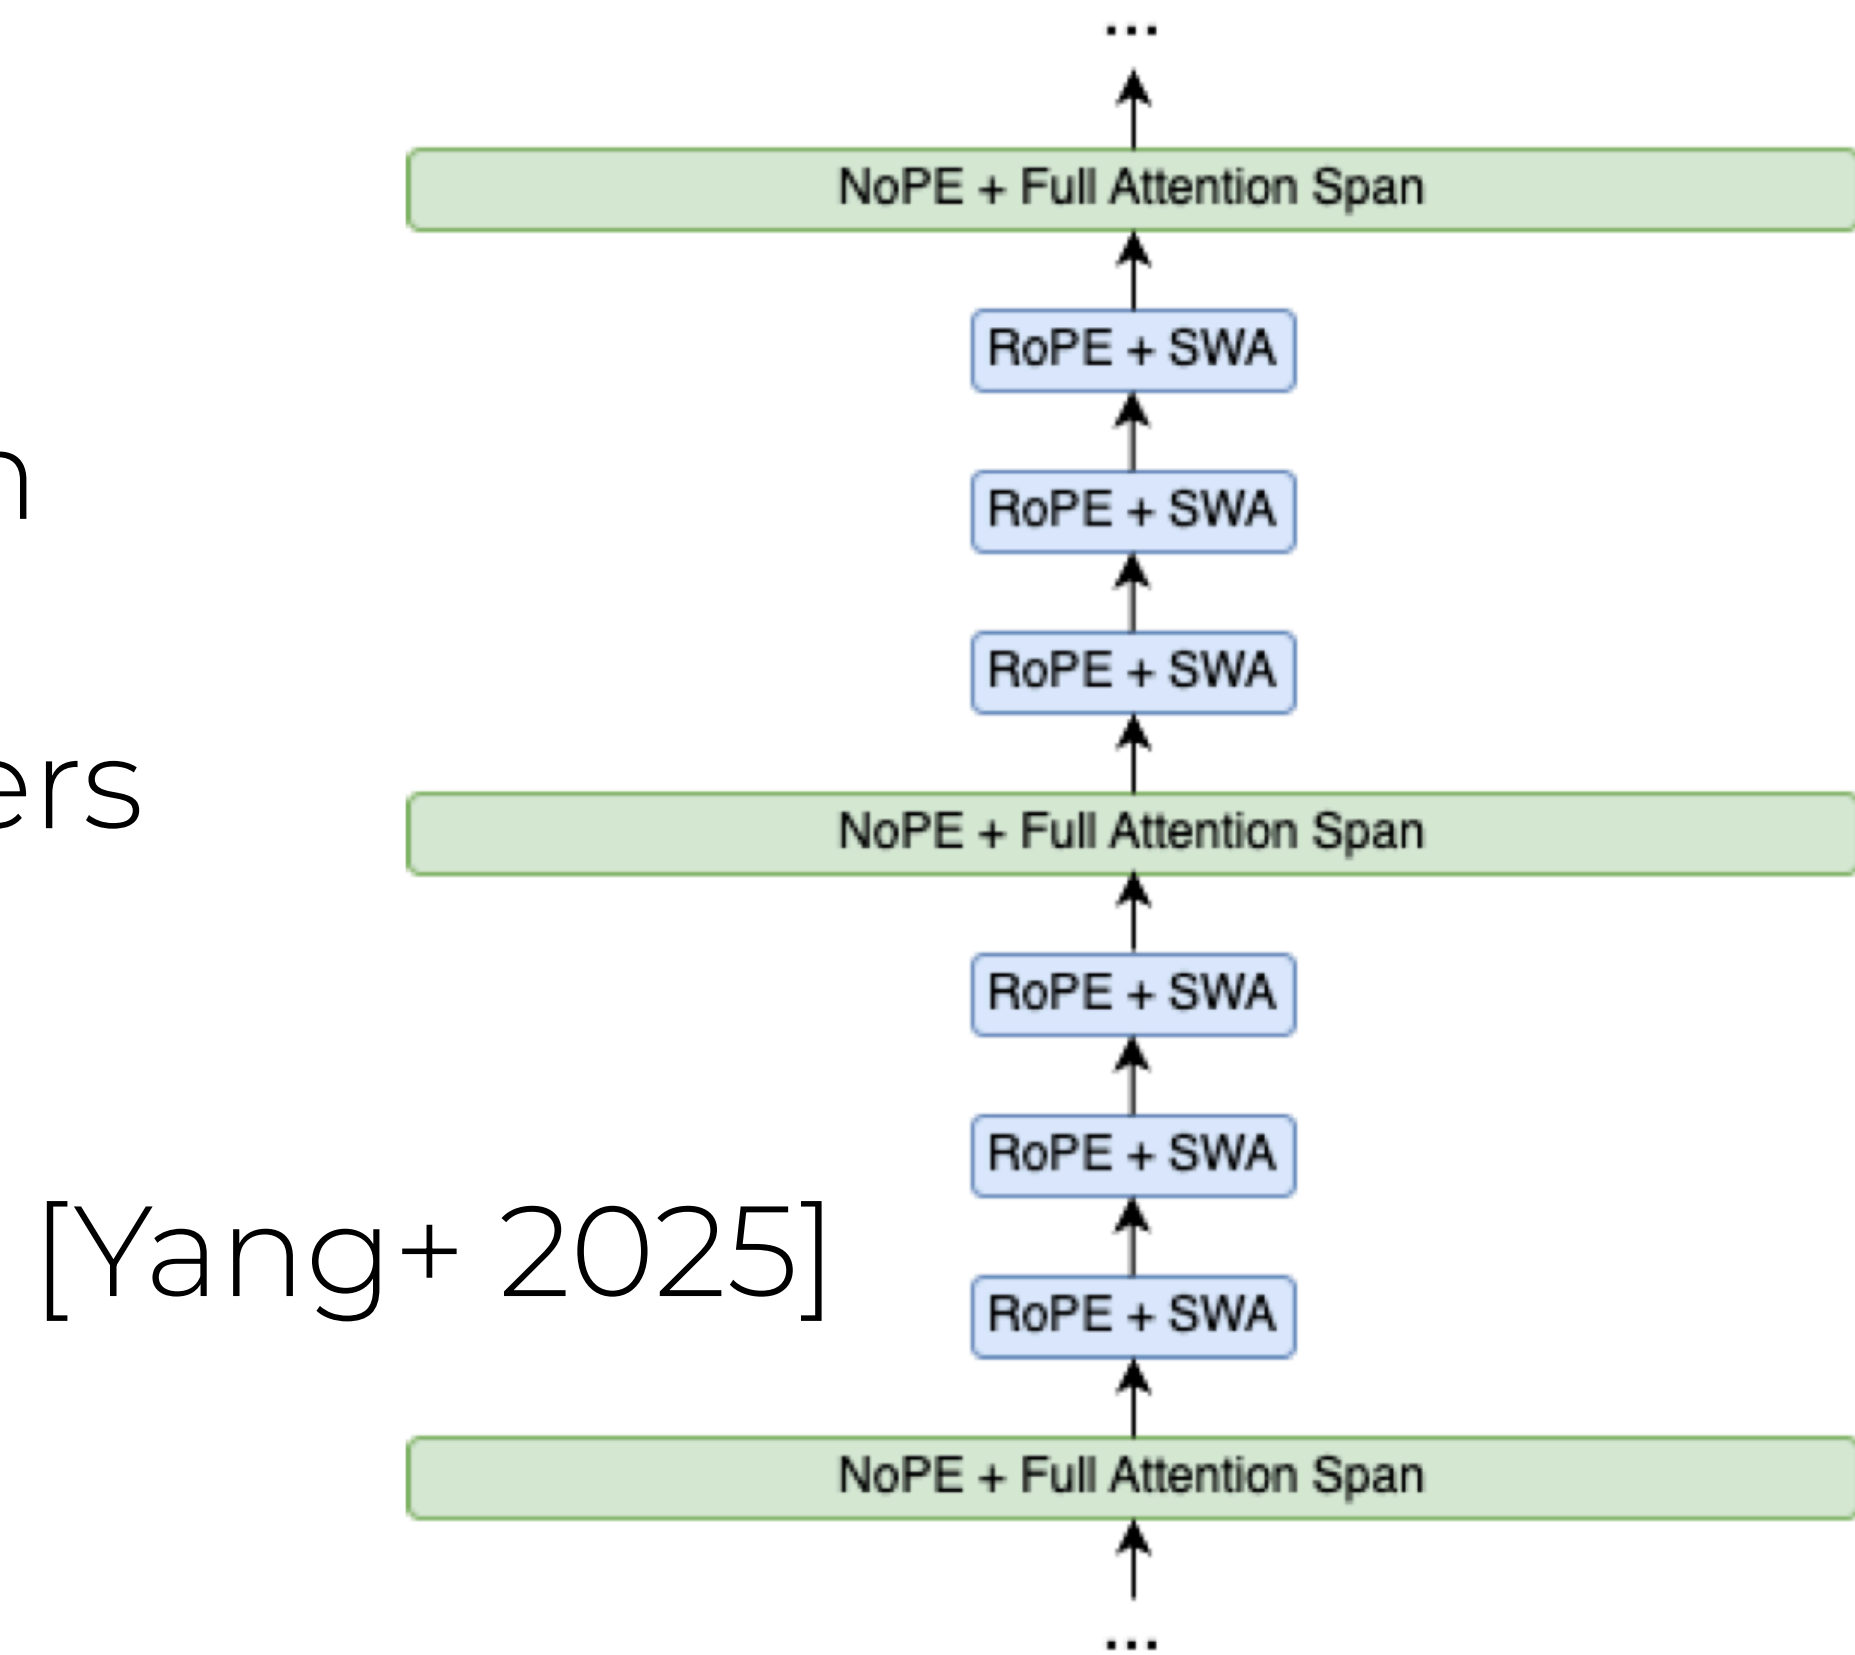 ...
NoPE + Full Attention Span
RoPE + SWA
n
RoPE + SWA
RoPE + SWA
ers
NoPE + Full Attention Span
RoPE + SWA
RoPE + SWA
[Yang+ 2025]
RoPE + SWA
NoPE + Full Attention Span
...